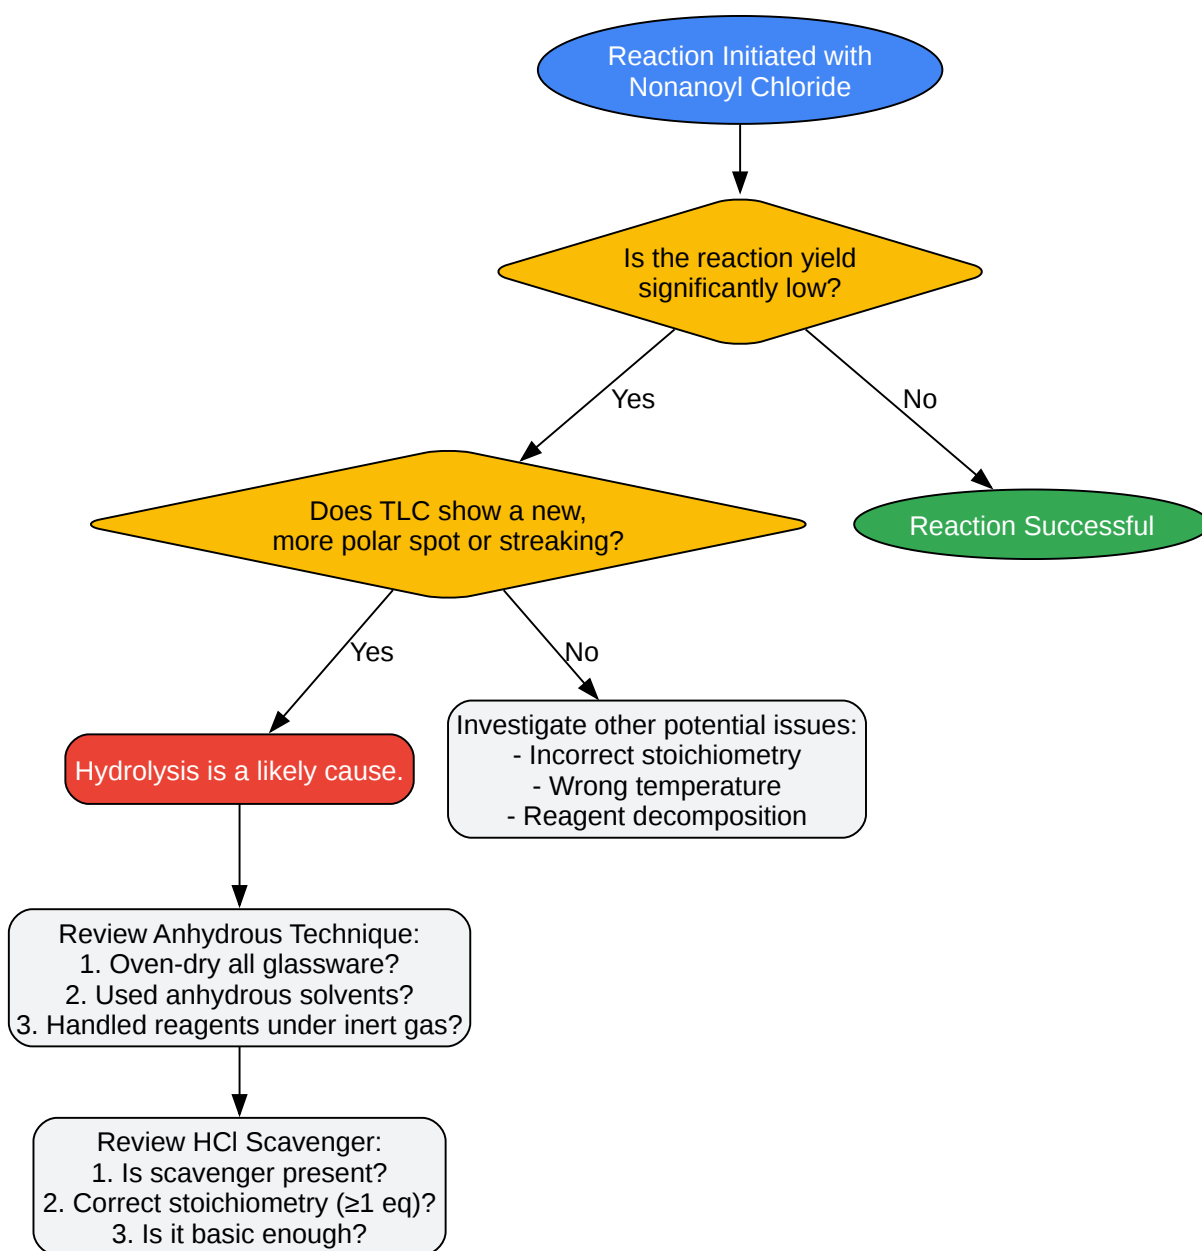 Reaction Initiated with
Nonanoyl Chloride
Is the reaction yield
significantly low?
Yes
No
Does TLC show a new,
more polar spot or streaking?
Reaction Successful
Yes
No
Hydrolysis is a likely cause.
Investigate other potential issues:
- Incorrect stoichiometry
- Wrong temperature
- Reagent decomposition
Review Anhydrous Technique:
1. Oven-dry all glassware?
2. Used anhydrous solvents?
3. Handled reagents under inert gas?
Review HCl Scavenger:
1. Is scavenger present?
2. Correct stoichiometry (≥1 eq)?
3. Is it basic enough?